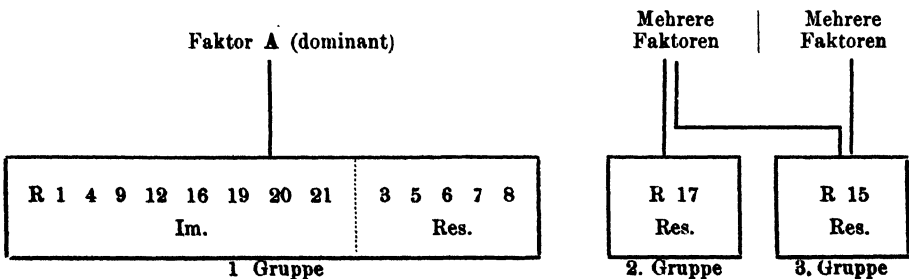 Mehrere Mehrere
Faktor A (dominant) Faktoren Faktoren
R 1 4 9 12 16 19 20 21 3 5 6 7 8 R 17 R 15
Im. Res. Res. Res.
1 Gruppe 2. Gruppe 3. Gruppe